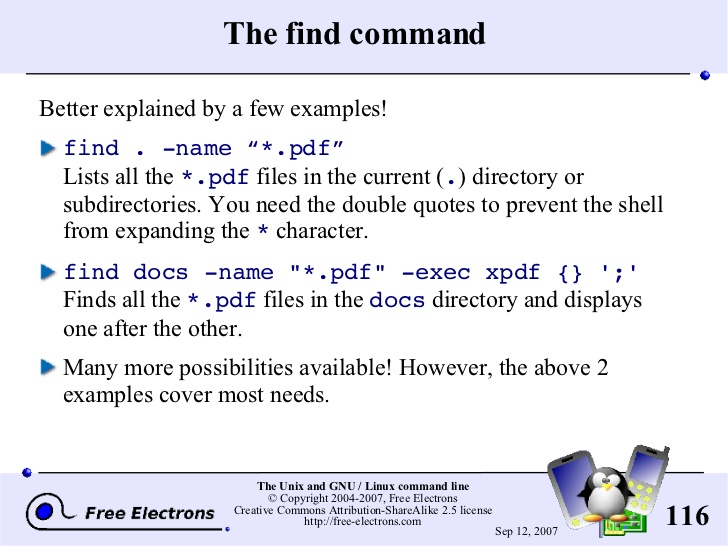 The find command
Better explained by a few examples!
find . -name “*.pdf”
Lists all the *.pdf files in the current (.) directory or
subdirectories. You need the double quotes to prevent the shell
from expanding the * character.
find docs -name "*.pdf" -exec xpdf {} ';'
Finds all the *.pdf files in the docs directory and displays
one after the other.
Many more possibilities available! However, the above 2
examples cover most needs.
Free Electrons
The Unix and GNU / Linux command line
© Copyright 2004-2007, Free Electrons
Creative Commons Attribution-ShareAlike 2.5 license
http://free-electrons.com
Sep 12, 2007
116